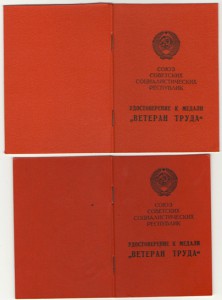 СОЮЗ
СОВЕТСКИХ
СОЦИАЛИСТИЧЕСКИХ
РЕСПУБЛИК
УДОСТОВЕРЕНИЕ К МЕДАЛИ
„ВЕТЕРАН ТРУДА"
СОЮЗ
СОВЕТСКИХ
СОЦИАЛИСТИЧЕСКИХ
РЕСПУБЛИК
УДОСТОВЕРЕНИЕ К МЕДАЛИ
„ВЕТЕРАН ТРУДА"